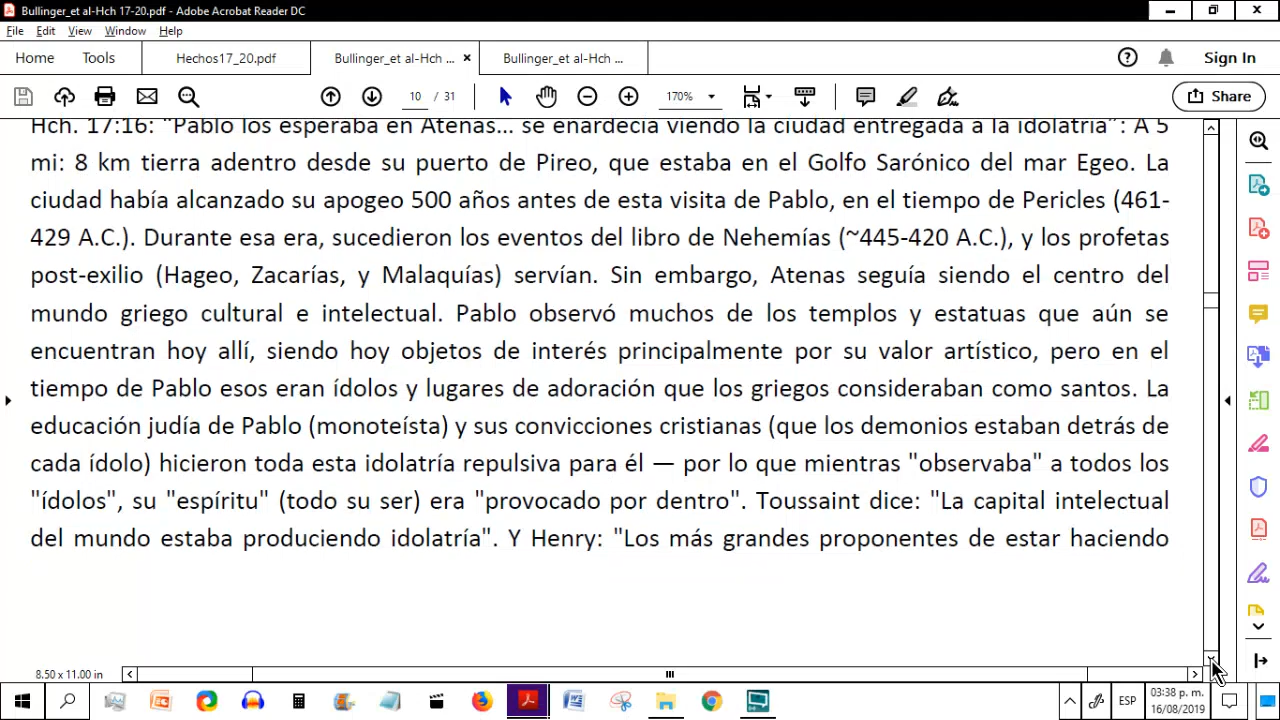 Bullinger_et al-Hch 17-20.pdf - Adobe Acrobat Reader DC
File Edit View Window Help
Home Tools Hechos17_20.pdf Bullinger_et al-Hch ... Bullinger_et al-Hch ... Sign In
10 / 31 170% Share
Hch. 17:16: "Pablo los esperaba en Atenas... se enardecía viendo la ciudad entregada a la idolatría": A 5
mi: 8 km tierra adentro desde su puerto de Pireo, que estaba en el Golfo Sarónico del mar Egeo. La
ciudad había alcanzado su apogeo 500 años antes de esta visita de Pablo, en el tiempo de Pericles (461-
429 A.C.). Durante esa era, sucedieron los eventos del libro de Nehemías (~445-420 A.C.), y los profetas
post-exilio (Hageo, Zacarías, y Malaquías) servían. Sin embargo, Atenas seguía siendo el centro del
mundo griego cultural e intelectual. Pablo observó muchos de los templos y estatuas que aún se
encuentran hoy allí, siendo hoy objetos de interés principalmente por su valor artístico, pero en el
tiempo de Pablo esos eran ídolos y lugares de adoración que los griegos consideraban como santos. La
educación judía de Pablo (monoteísta) y sus convicciones cristianas (que los demonios estaban detrás de
cada ídolo) hicieron toda esta idolatría repulsiva para él — por lo que mientras "observaba" a todos los
"ídolos", su "espíritu" (todo su ser) era "provocado por dentro". Toussaint dice: "La capital intelectual
del mundo estaba produciendo idolatría". Y Henry: "Los más grandes proponentes de estar haciendo
8.50 x 11.00 in
ESP 03:38 p. m.
16/08/2019